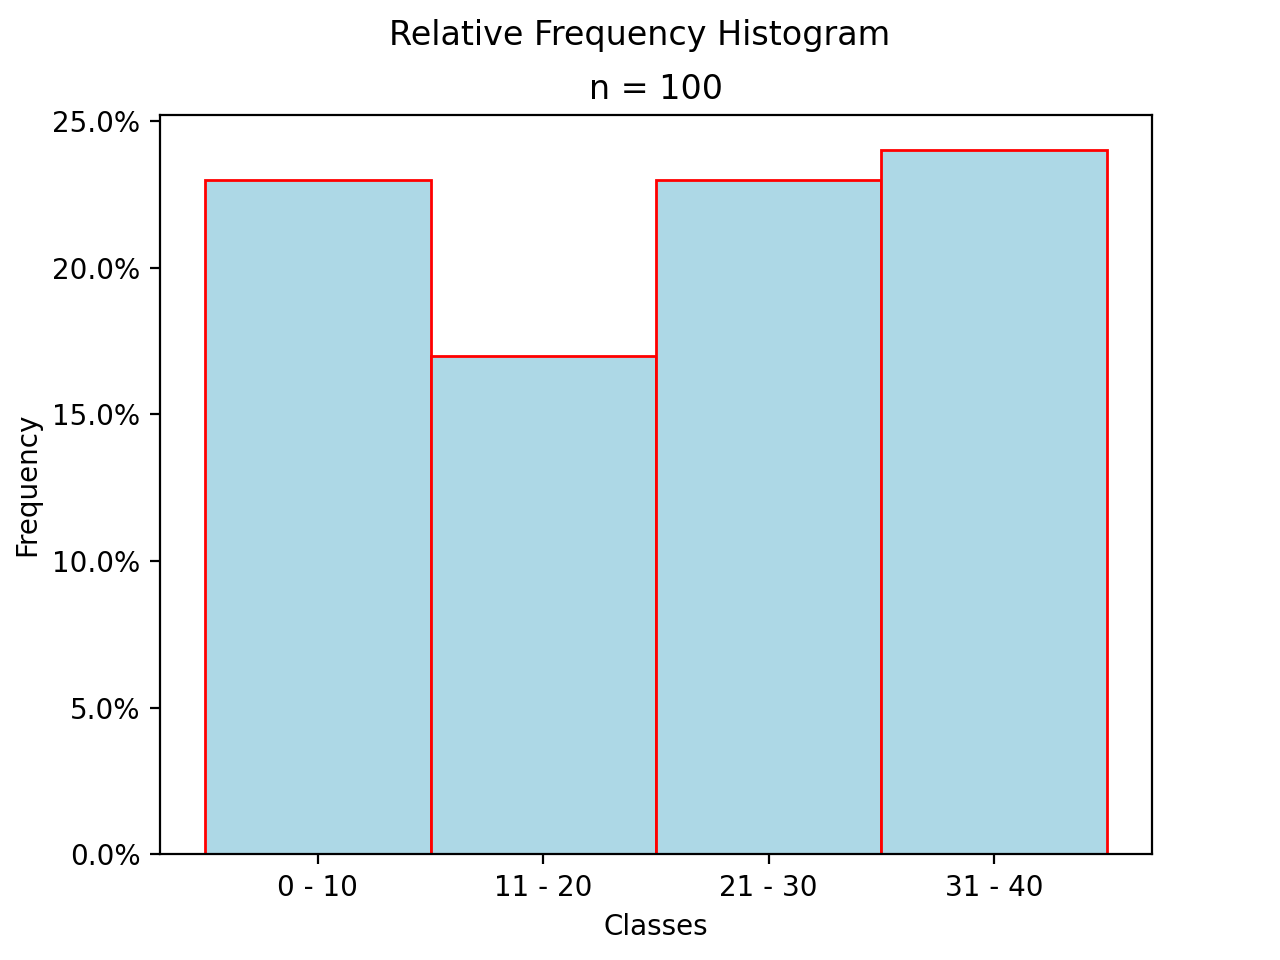 Relative Frequency Histogram
n = 100
25.0%
20.0%
15.0%
10.0%
5.0%
0.0%
Frequency
0 - 10
11 - 20
21 - 30
31 - 40
Classes